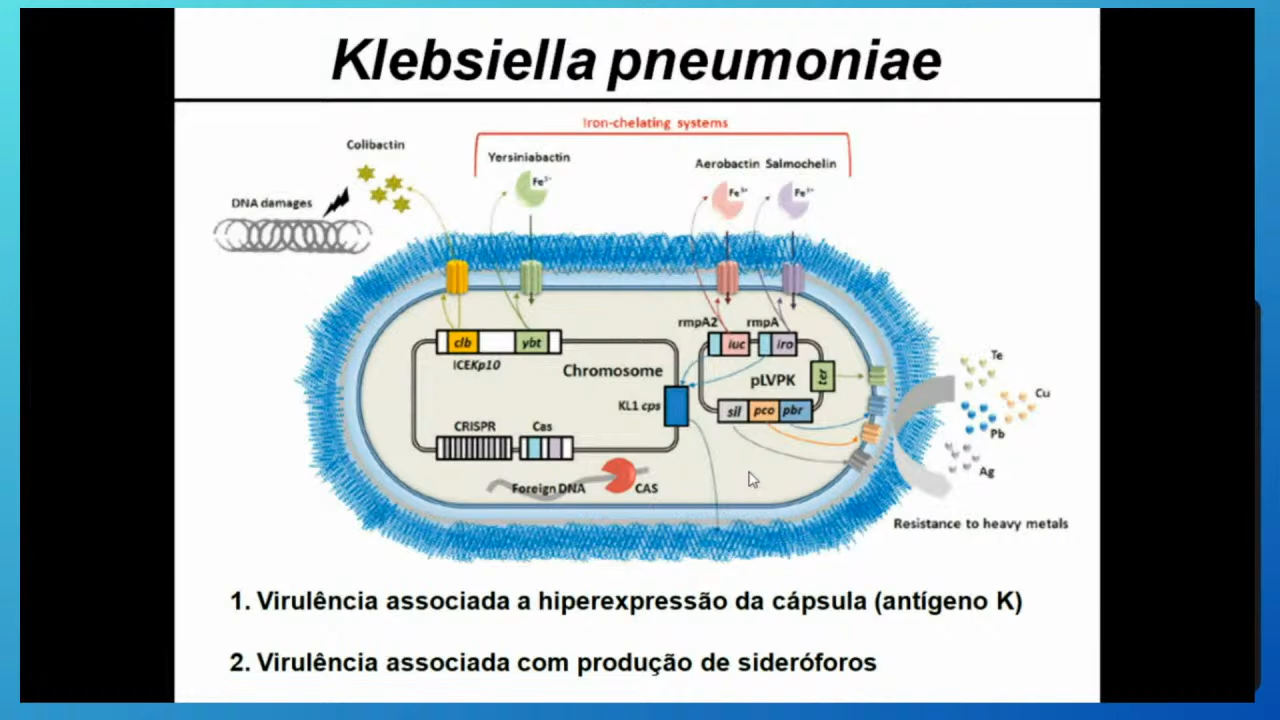 Klebsiella pneumoniae
Iron-chelating systems
Colibactin
Yersiniabactin
Aerobactin Salmochelin
Fe³⁺
Fe³⁺
Fe³⁺
DNA damages
rmpA2
rmpA
clb
ybt
iuc
iro
ICEKp10
Chromosome
pLVPK
ter
KL1 cps
sil
pco
pbr
CRISPR
Cas
Foreign DNA
CAS
Te
Cu
Pb
Ag
Resistance to heavy metals
1. Virulência associada a hiperexpressão da cápsula (antígeno K)
2. Virulência associada com produção de sideróforos